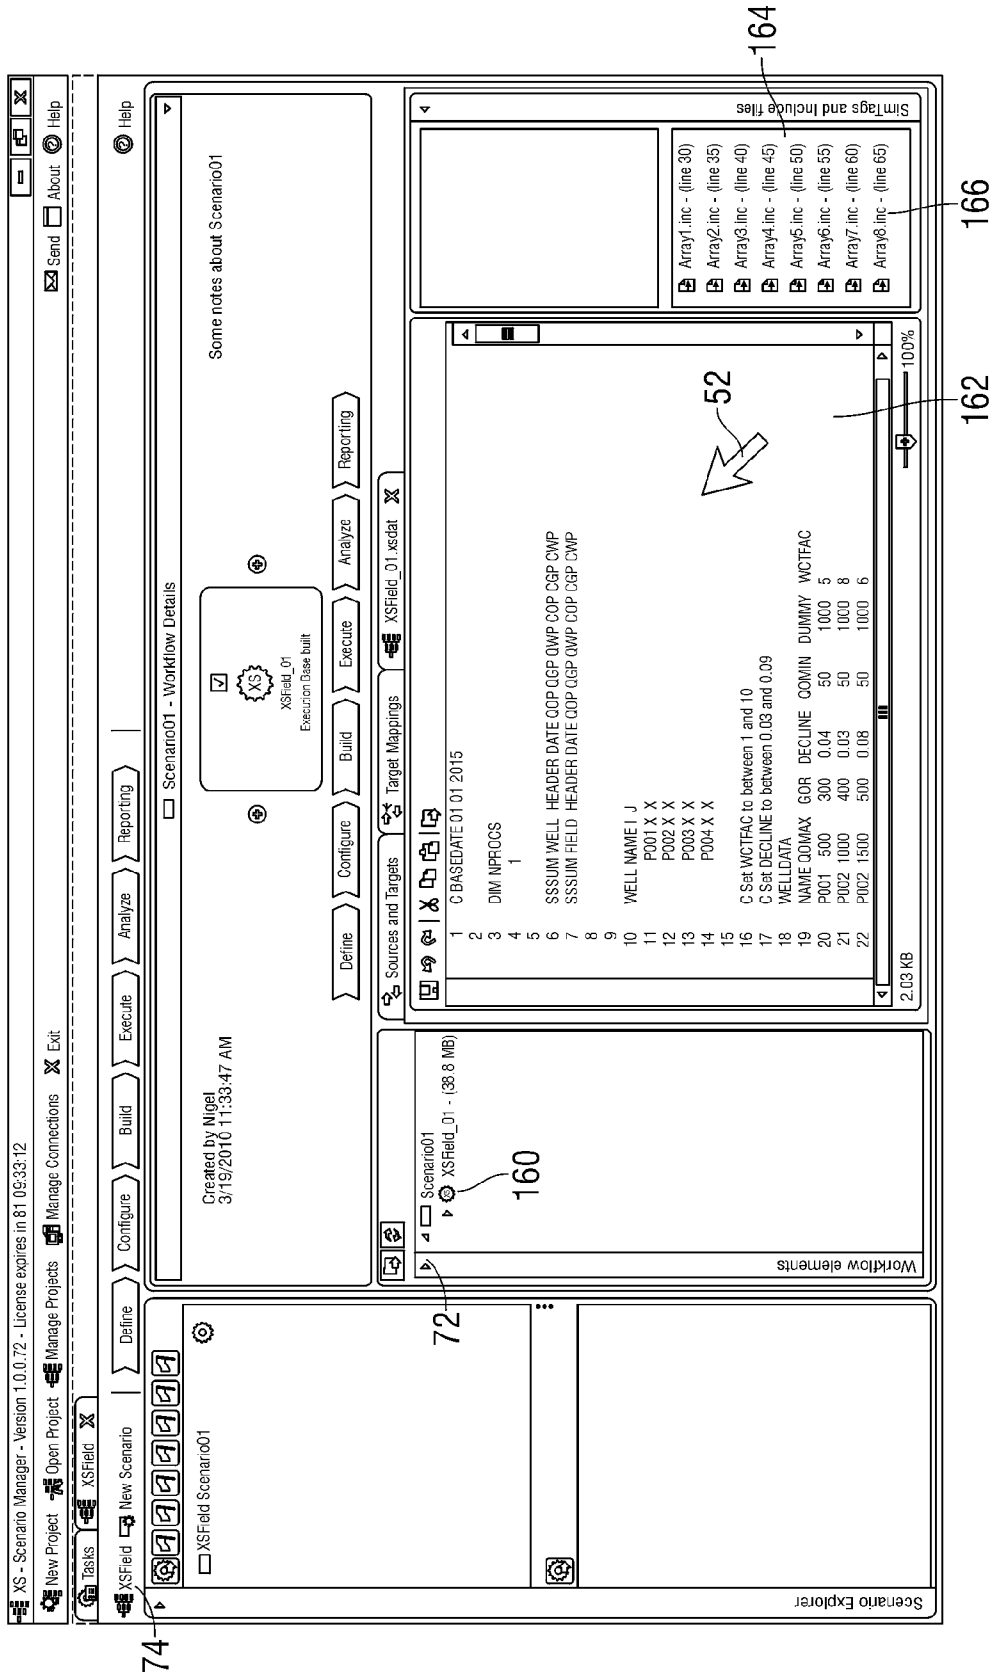 XS - Scenario Manager - Version 1.0.0.72 - License expires in 81 09:33:12
New Project Open Project Manage Projects Manage Connections Exit Send About Help
Tasks XSField
XSField New Scenario Define Configure Build Execute Analyze Reporting Help
74
Scenario Explorer
XSField Scenario01
Scenario01 - Workflow Details
Created by Nigel
3/19/2010 11:33:47 AM
XS
XSField_01
Execution Base built
Some notes about Scenario01
Define Configure Build Execute Analyze Reporting
72
Workflow elements
Scenario01
XS XSField_01 - (38.8 MB)
160
Sources and Targets Target Mappings XSField_01.xsdat
1 C BASEDATE 01 01 2015
2
3 DIM NPROCS
4 1
5
6 SSSUM WELL HEADER DATE QOP QGP QWP COP CGP CWP
7 SSSUM FIELD HEADER DATE QOP QGP QWP COP CGP CWP
8
9
10 WELL NAME I J
11 P001 X X
12 P002 X X
13 P003 X X
14 P004 X X
15
16 C Set WCTFAC to between 1 and 10
17 C Set DECLINE to between 0.03 and 0.09
18 WELLDATA
19 NAME QOMAX GOR DECLINE QOMIN DUMMY WCTFAC
20 P001 500 300 0.04 50 1000 5
21 P002 1000 400 0.03 50 1000 8
22 P002 1500 500 0.08 50 1000 6
2.03 KB
100%
52
162
SimTags and Include files
Array1.inc - (line 30)
Array2.inc - (line 35)
Array3.inc - (line 40)
Array4.inc - (line 45)
Array5.inc - (line 50)
Array6.inc - (line 55)
Array7.inc - (line 60)
Array8.inc - (line 65)
164
166